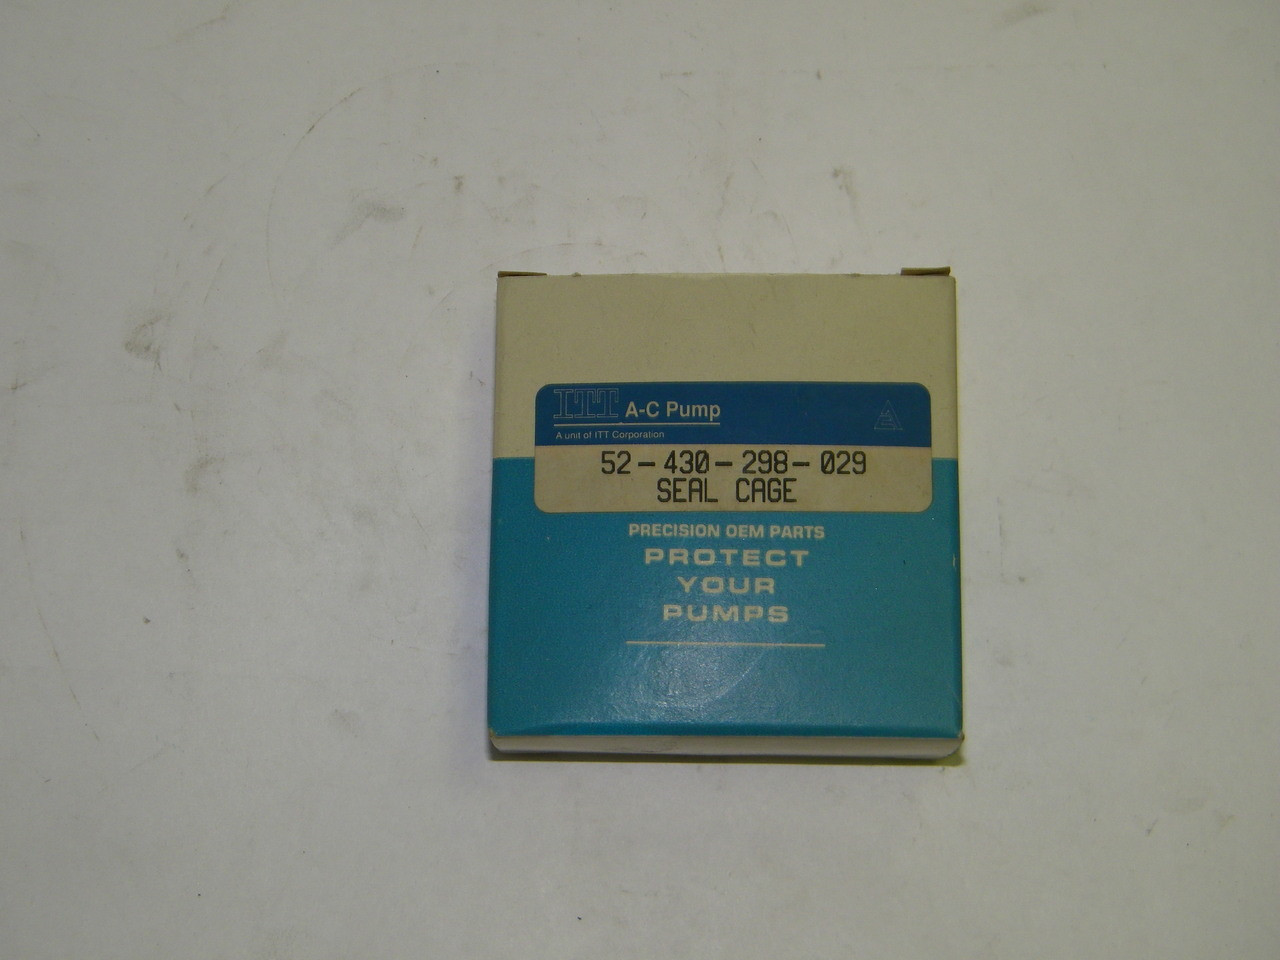 ITT A-C Pump
A unit of ITT Corporation
52-430-298-029
SEAL CAGE
PRECISION OEM PARTS
PROTECT
YOUR
PUMPS